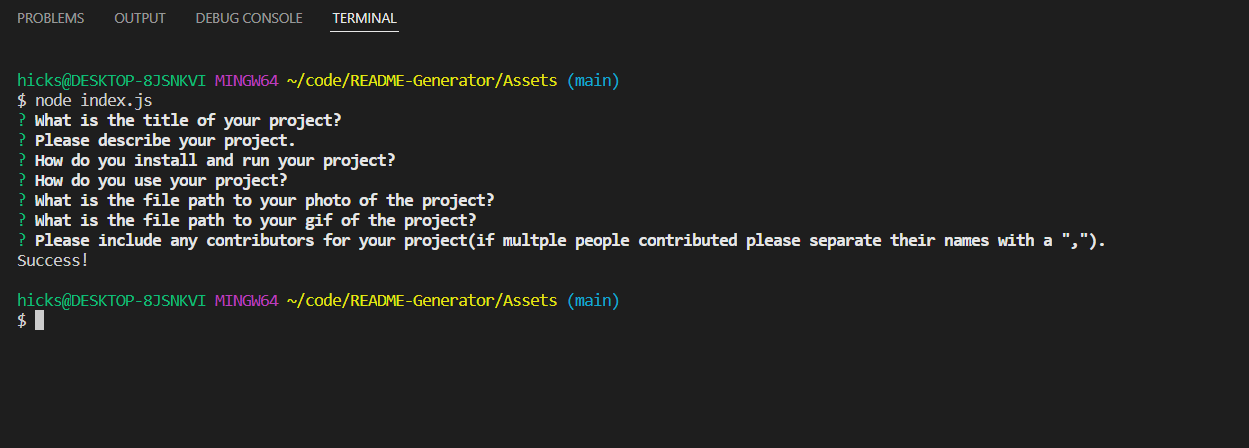 PROBLEMS OUTPUT DEBUG CONSOLE TERMINAL
hicks@DESKTOP-8JSNKVI MINGW64 ~/code/README-Generator/Assets (main)
$ node index.js
? What is the title of your project?
? Please describe your project.
? How do you install and run your project?
? How do you use your project?
? What is the file path to your photo of the project?
? What is the file path to your gif of the project?
? Please include any contributors for your project(if multple people contributed please separate their names with a ",").
Success!
hicks@DESKTOP-8JSNKVI MINGW64 ~/code/README-Generator/Assets (main)
$